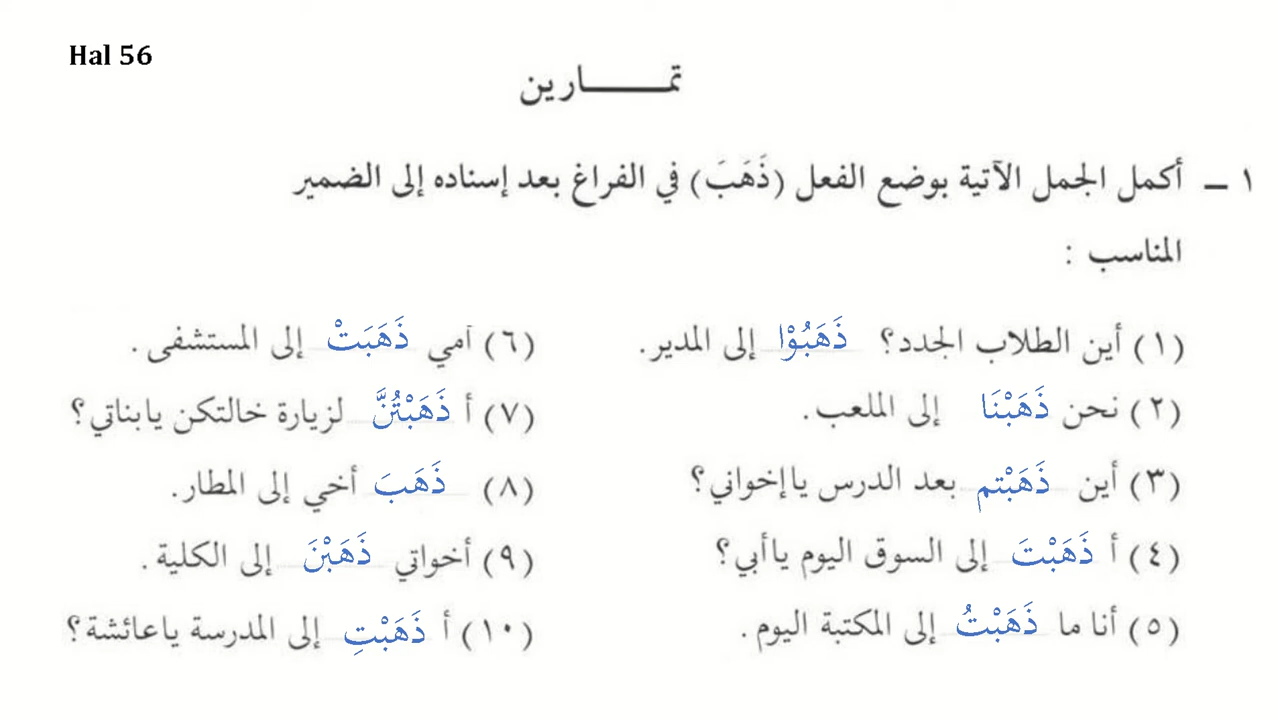 Hal 56
تمـــــارين
١ ــ أكمل الجمل الآتية بوضع الفعل (ذَهَبَ) في الفراغ بعد إسناده إلى الضمير
المناسب :
(١) أين الطلاب الجدد؟ ذَهَبُوْا إلى المدير.
(٢) نحن ذَهَبْنَا إلى الملعب.
(٣) أين ذَهَبْتم بعد الدرس ياإخواني؟
(٤) أ ذَهَبْتَ إلى السوق اليوم ياأبي؟
(٥) أنا ما ذَهَبْتُ إلى المكتبة اليوم.
(٦) أمي ذَهَبَتْ إلى المستشفى.
(٧) أ ذَهَبْتُنَّ لزيارة خالتكن يابناتي؟
(٨) ذَهَبَ أخي إلى المطار.
(٩) أخواتي ذَهَبْنَ إلى الكلية.
(١٠) أ ذَهَبْتِ إلى المدرسة ياعائشة؟